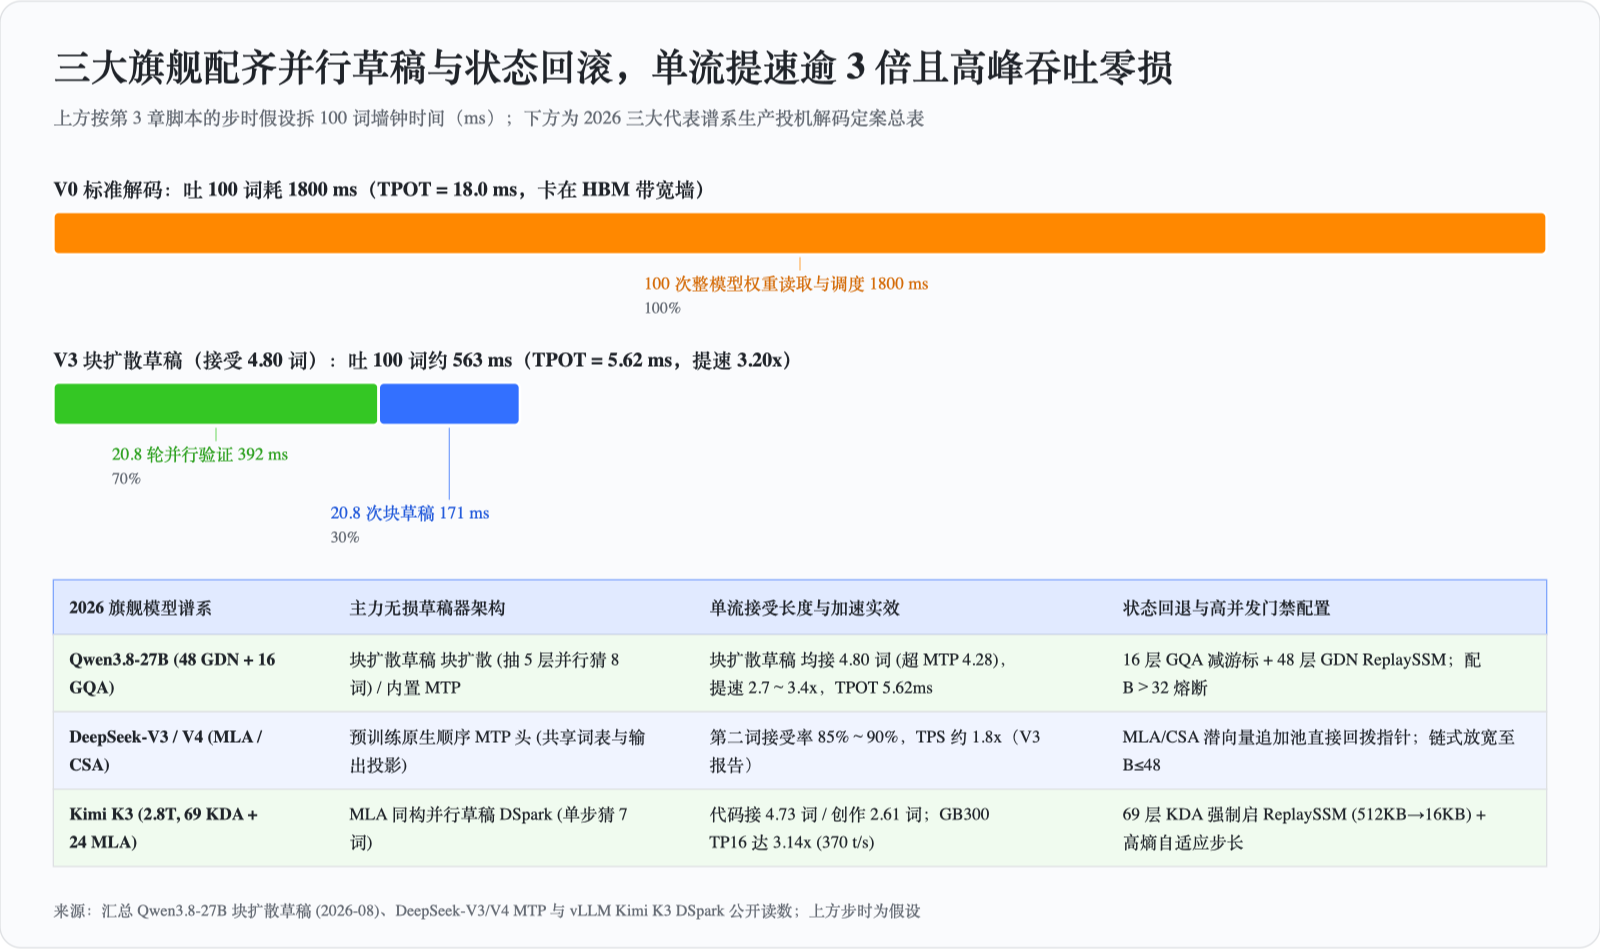 三大旗舰配齐并行草稿与状态回滚，单流提速逾 3 倍且高峰吞吐零损
上方按第 3 章脚本的步时假设拆 100 词墙钟时间（ms）；下方为 2026 三大代表谱系生产投机解码定案总表
V0 标准解码：吐 100 词耗 1800 ms（TPOT = 18.0 ms，卡在 HBM 带宽墙）
100 次整模型权重读取与调度 1800 ms
100%
V3 块扩散草稿（接受 4.80 词）：吐 100 词约 563 ms（TPOT = 5.62 ms，提速 3.20x）
20.8 轮并行验证 392 ms
70%
20.8 次块草稿 171 ms
30%
2026 旗舰模型谱系
主力无损草稿器架构
单流接受长度与加速实效
状态回退与高并发门禁配置
Qwen3.8-27B (48 GDN + 16
GQA)
块扩散草稿 块扩散 (抽 5 层并行猜 8
词) / 内置 MTP
块扩散草稿 均接 4.80 词 (超 MTP 4.28)，
提速 2.7 ~ 3.4x，TPOT 5.62ms
16 层 GQA 减游标 + 48 层 GDN ReplaySSM；配
B > 32 熔断
DeepSeek-V3 / V4 (MLA /
CSA)
预训练原生顺序 MTP 头 (共享词表与输
出投影)
第二词接受率 85% ~ 90%，TPS 约 1.8x（V3
报告）
MLA/CSA 潜向量追加池直接回拨指针；链式放宽至
B≤48
Kimi K3 (2.8T, 69 KDA +
24 MLA)
MLA 同构并行草稿 DSpark (单步猜 7
词)
代码接 4.73 词 / 创作 2.61 词；GB300
TP16 达 3.14x (370 t/s)
69 层 KDA 强制启 ReplaySSM (512KB→16KB) +
高熵自适应步长
来源：汇总 Qwen3.8-27B 块扩散草稿 (2026-08)、DeepSeek-V3/V4 MTP 与 vLLM Kimi K3 DSpark 公开读数；上方步时为假设